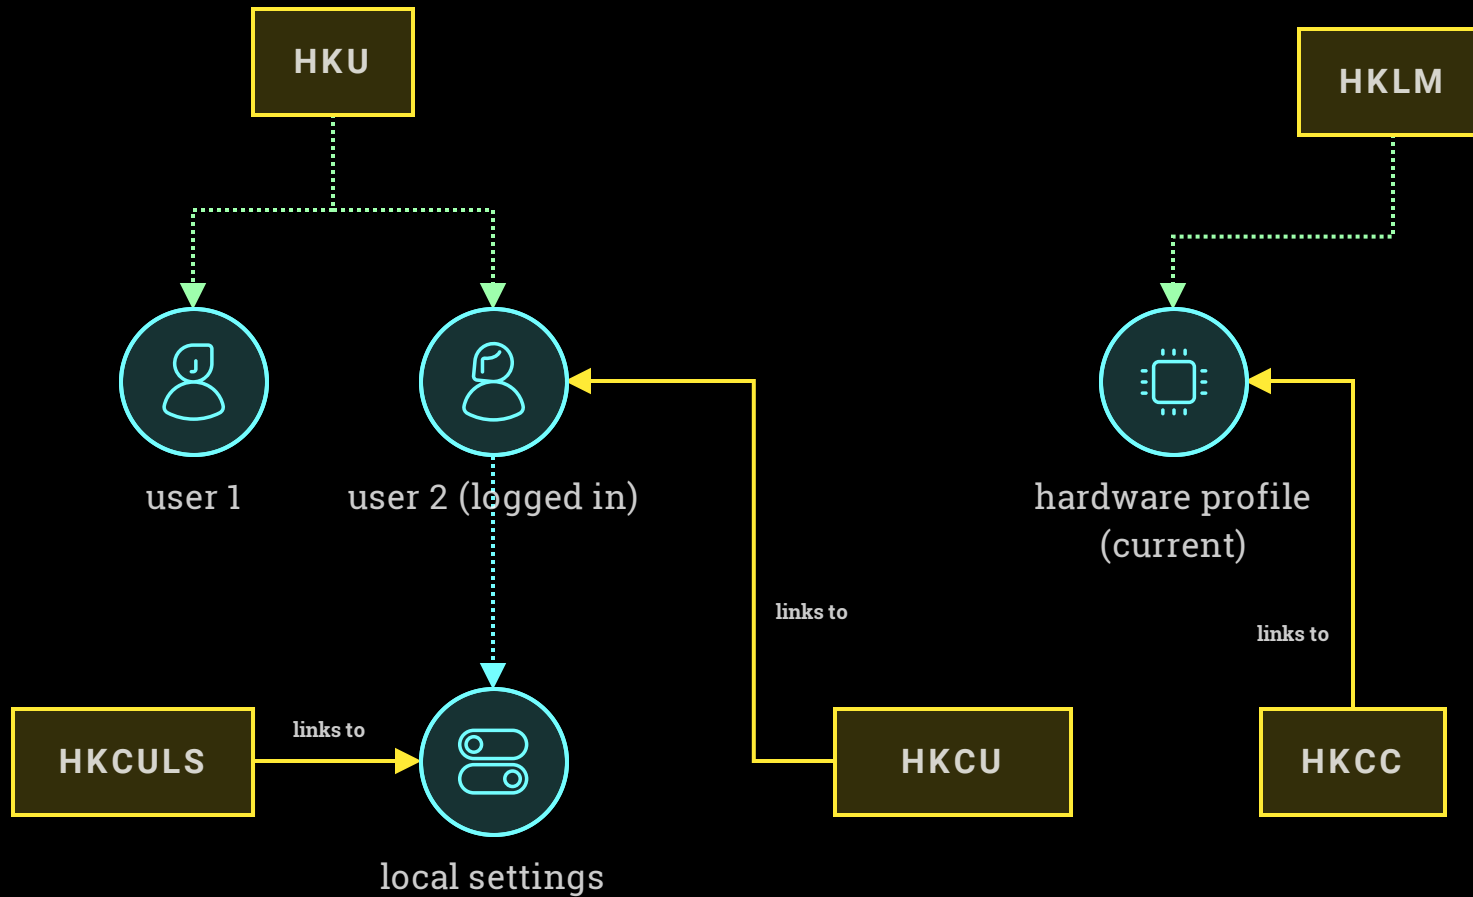 HKU
HKLM
user 1
user 2 (logged in)
hardware profile
(current)
links to
links to
links to
HKCULS
HKCU
HKCC
local settings